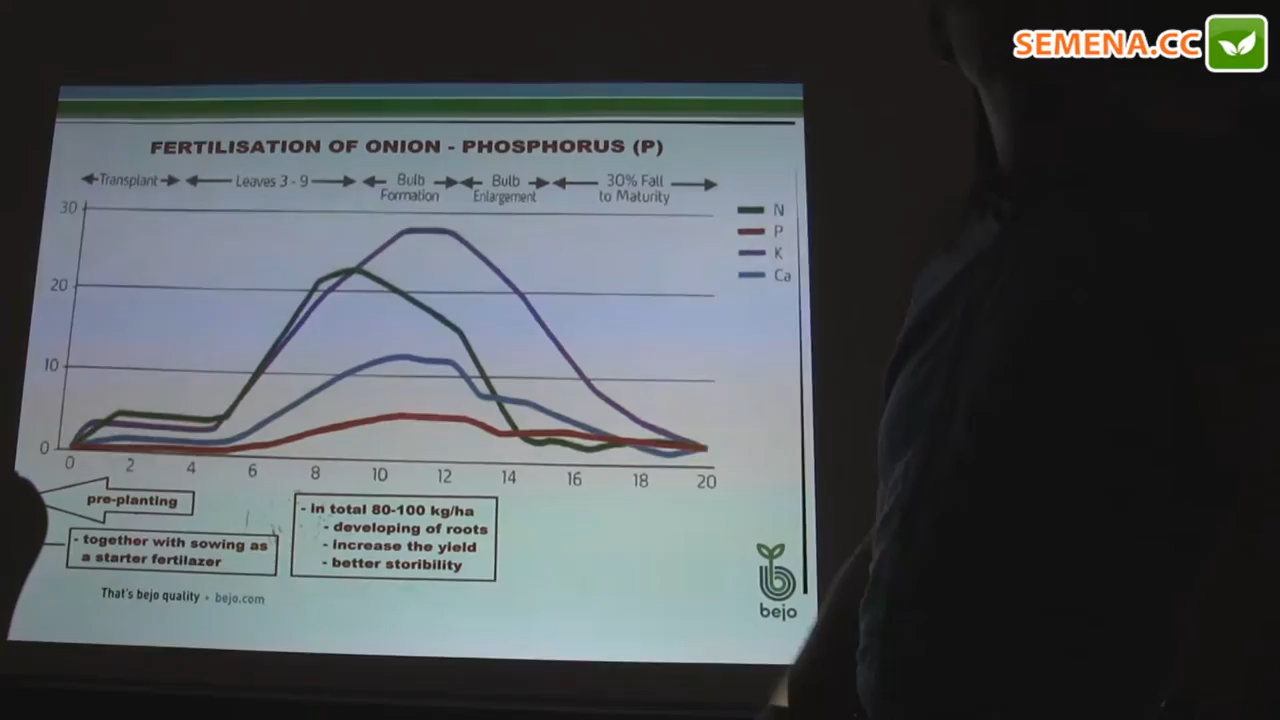 SEMENA.CC
FERTILISATION OF ONION - PHOSPHORUS (P)
Transplant
Leaves 3 - 9
Bulb
Formation
Bulb
Enlargement
30% Fall
to Maturity
30
20
10
0
0 2 4 6 8 10 12 14 16 18 20
N
P
K
Ca
pre-planting
- together with sowing as
a starter fertilazer
- In total 80-100 kg/ha
- developing of roots
- increase the yield
- better storibility
That's bejo quality • bejo.com
bejo